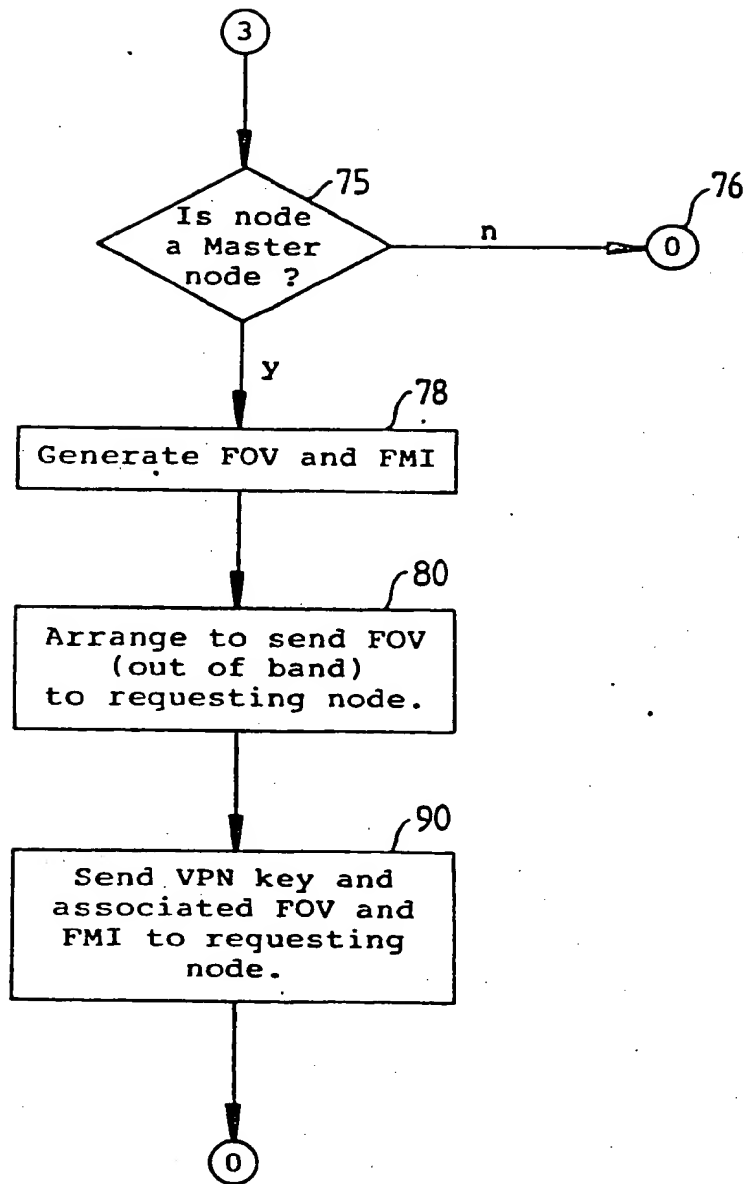 3
75
Is node
a Master
node ?
n
76
0
y
78
Generate FOV and FMI
80
Arrange to send FOV
(out of band)
to requesting node.
90
Send VPN key and
associated FOV and
FMI to requesting
node.
0